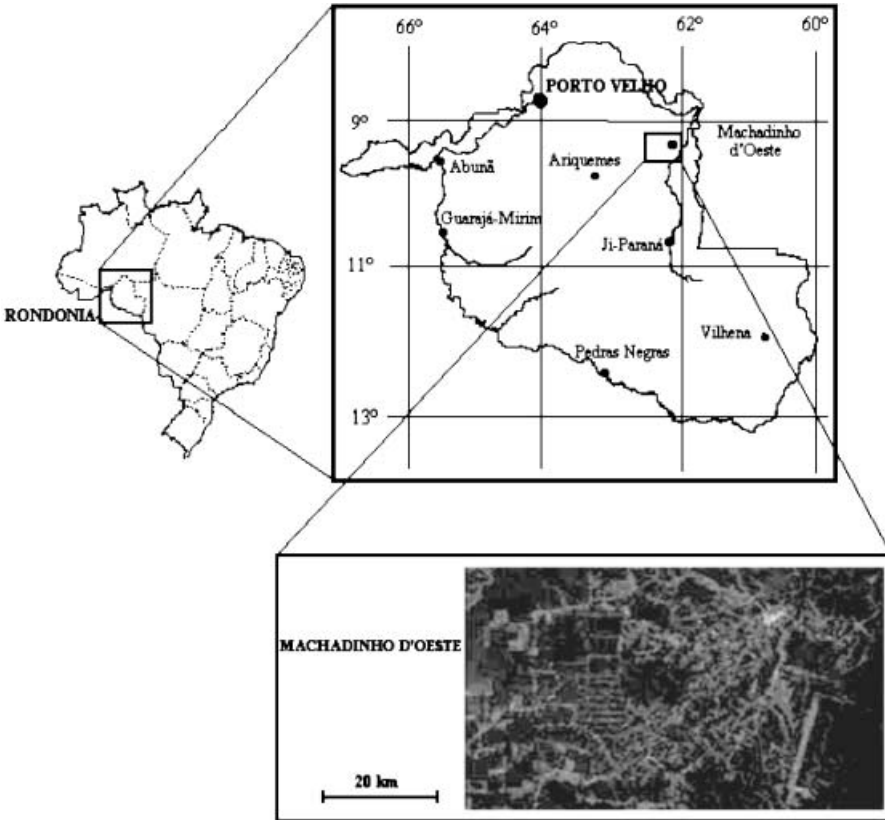 66° 64° 62° 60°
PORTO VELHO
9°
Machadinho
d'Oeste
Abunã
Ariquemes
Guarajá-Mirim
Ji-Paraná
11°
RONDONIA
Vilhena
Pedras Negras
13°
MACHADINHO D'OESTE
20 km